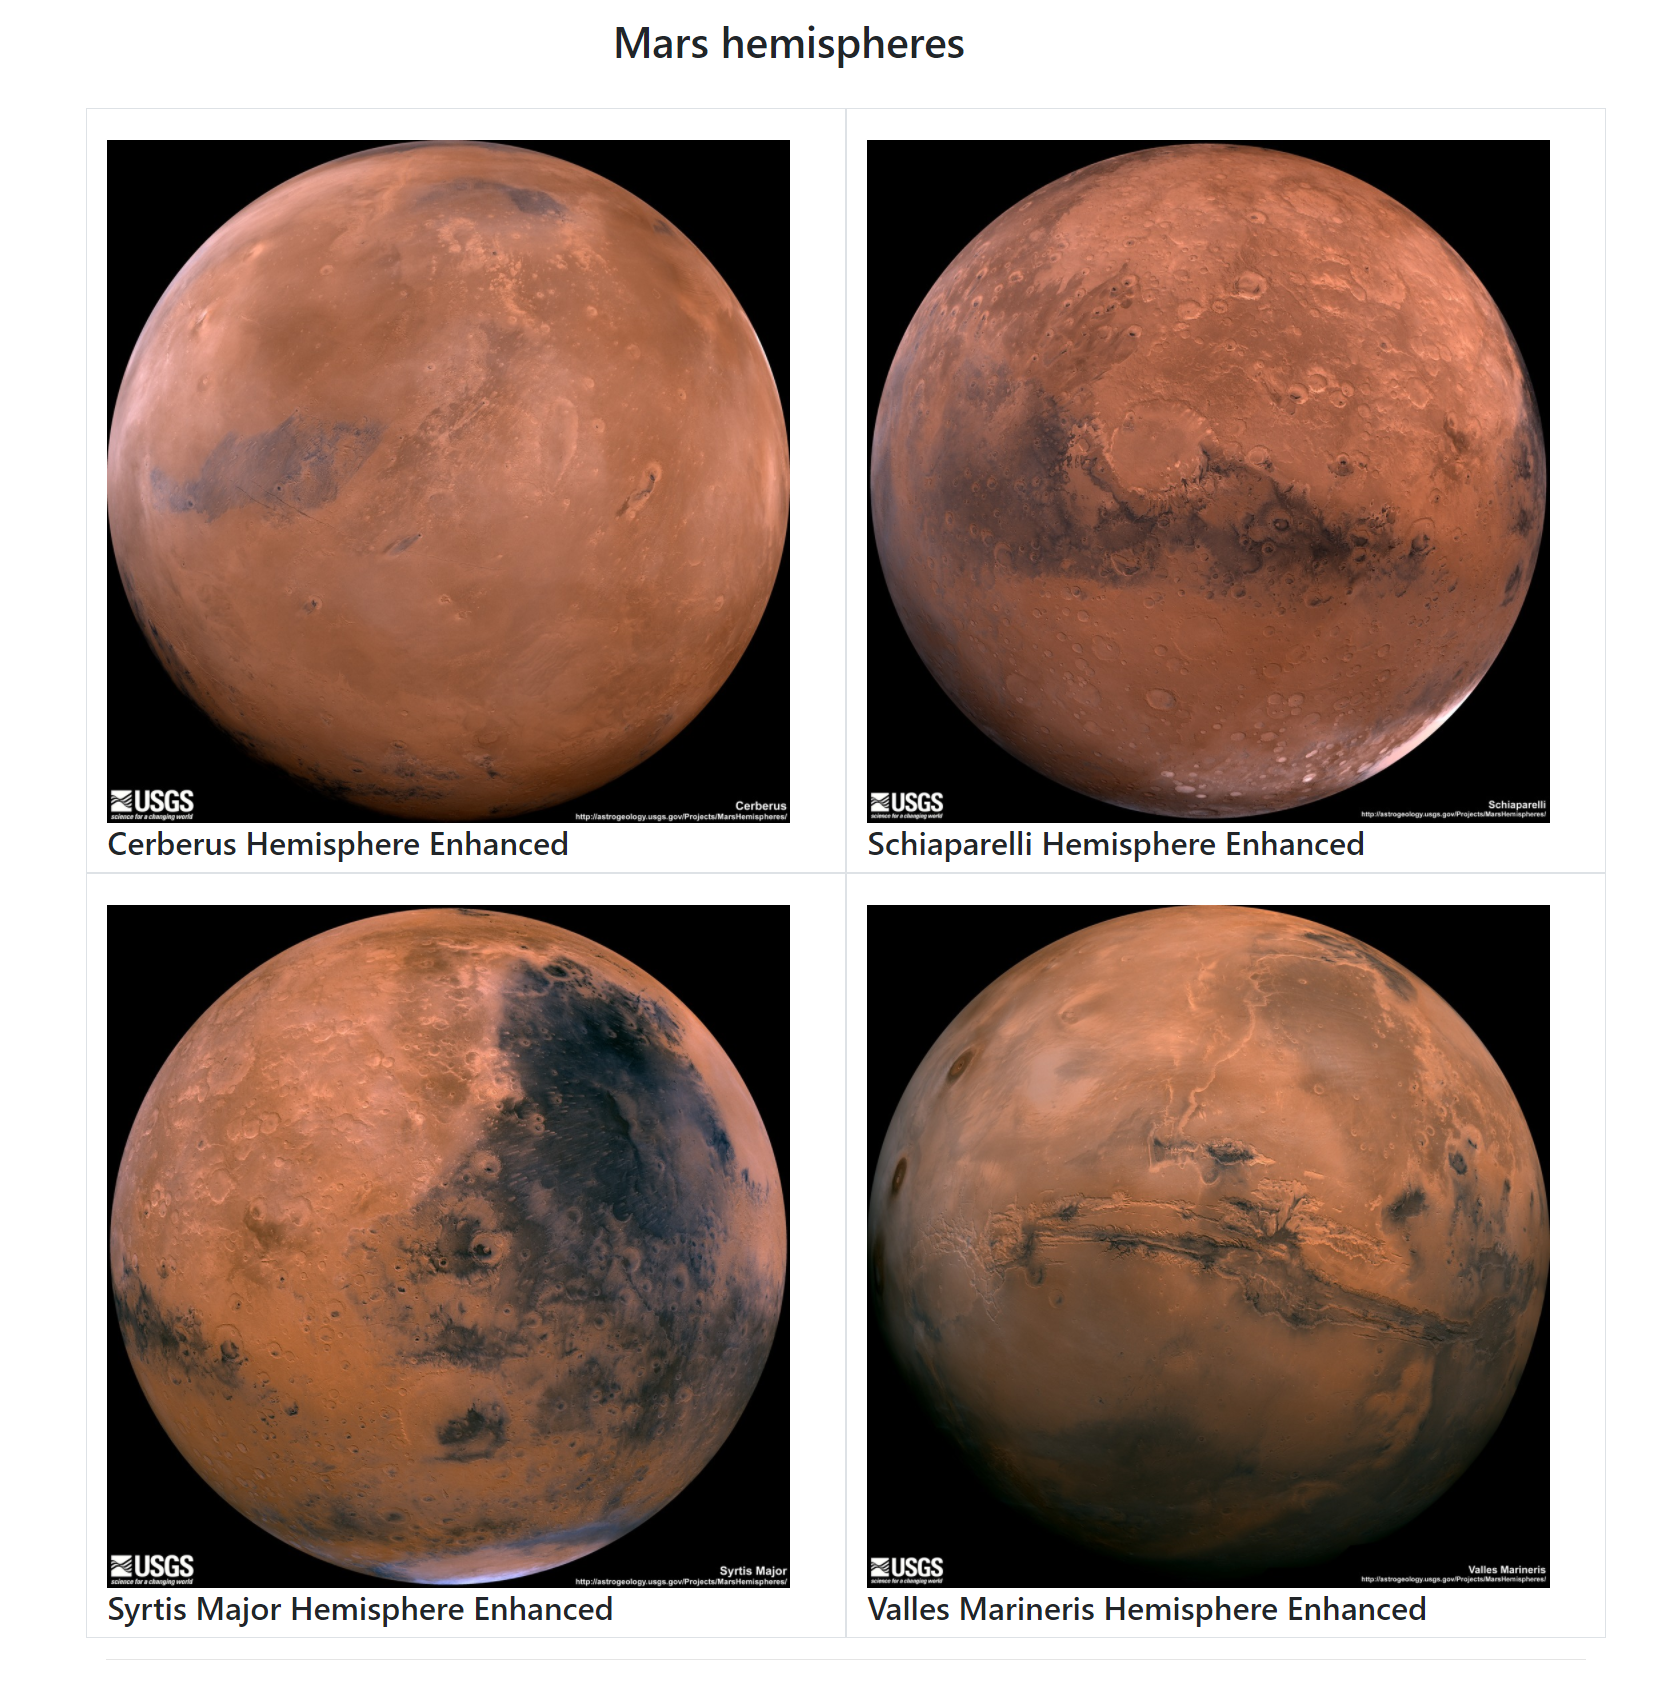 Mars hemispheres
USGS
science for a changing world
Cerberus
http://astrogeology.usgs.gov/Projects/MarsHemispheres/
Cerberus Hemisphere Enhanced
USGS
science for a changing world
Schiaparelli
http://astrogeology.usgs.gov/Projects/MarsHemispheres/
Schiaparelli Hemisphere Enhanced
USGS
science for a changing world
Syrtis Major
http://astrogeology.usgs.gov/Projects/MarsHemispheres/
Syrtis Major Hemisphere Enhanced
USGS
science for a changing world
Valles Marineris
http://astrogeology.usgs.gov/Projects/MarsHemispheres/
Valles Marineris Hemisphere Enhanced